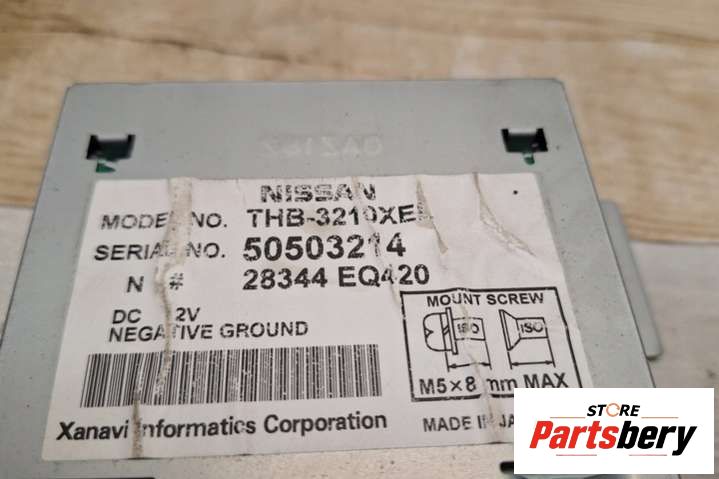 NISSAN
MODEL NO. THB-3210XE
SERIAL NO. 50503214
N # 28344 EQ420
DC 2V
NEGATIVE GROUND
MOUNT SCREW
ISO ISO
M5×8 mm MAX
Xanavi Informatics Corporation
MADE IN JA
STORE
Partsbery